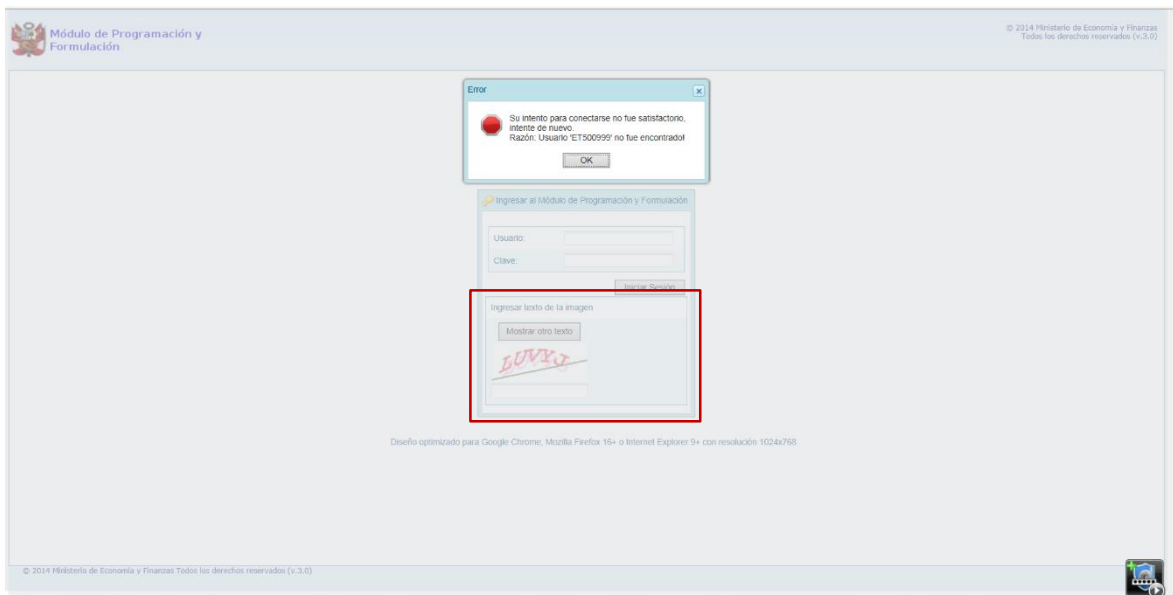 Módulo de Programación y
Formulación
© 2014 Ministerio de Economía y Finanzas
Todos los derechos reservados (v.3.0)
Error
Su intento para conectarse no fue satisfactorio,
intente de nuevo.
Razón: Usuario 'ET500999' no fue encontrado!
OK
Ingresar al Módulo de Programación y Formulación
Usuario:
Clave:
Iniciar Sesión
Ingresar texto de la imagen
Mostrar otro texto
LUVYJ
Diseño optimizado para Google Chrome, Mozilla Firefox 16+ o Internet Explorer 9+ con resolución 1024x768
© 2014 Ministerio de Economía y Finanzas Todos los derechos reservados (v.3.0)